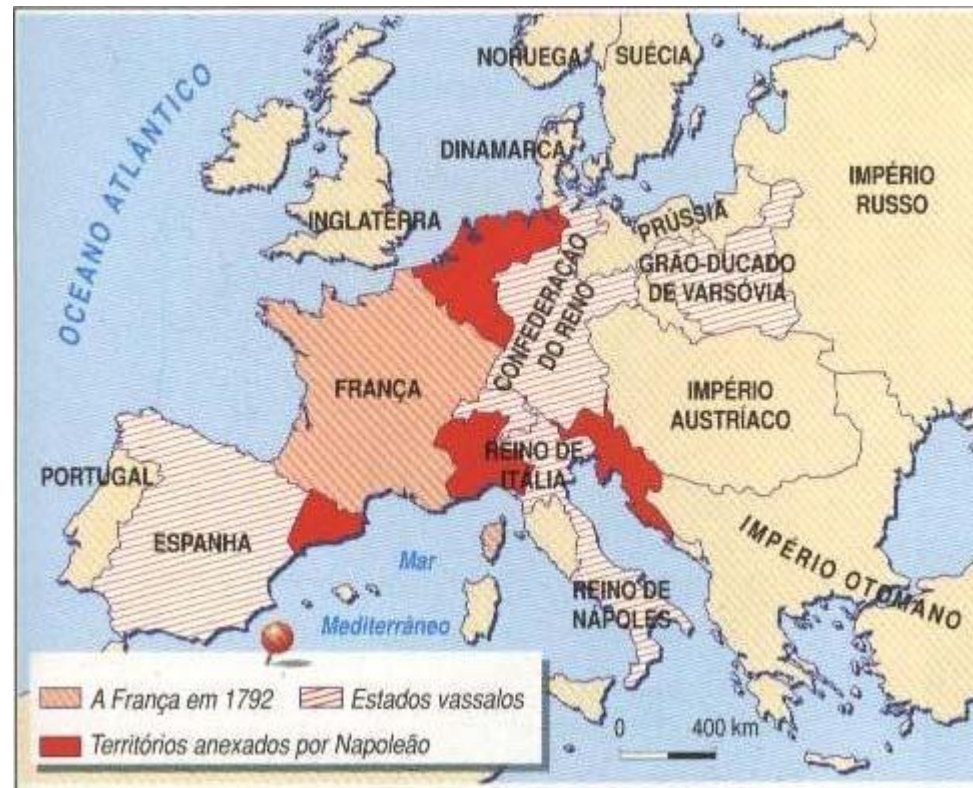 NORUEGA
SUÉCIA
OCEANO ATLÂNTICO
DINAMARCA
IMPÉRIO
RUSSO
INGLATERRA
PRÚSSIA
GRÃO-DUCADO
DE VARSÓVIA
CONFEDERAÇÃO
DO RENO
FRANÇA
IMPÉRIO
AUSTRÍACO
REINO DE
ITÁLIA
PORTUGAL
ESPANHA
IMPÉRIO OTOMANO
Mar
Mediterrâneo
REINO DE
NÁPOLES
A França em 1792
Estados vassalos
Territórios anexados por Napoleão
0 400 km